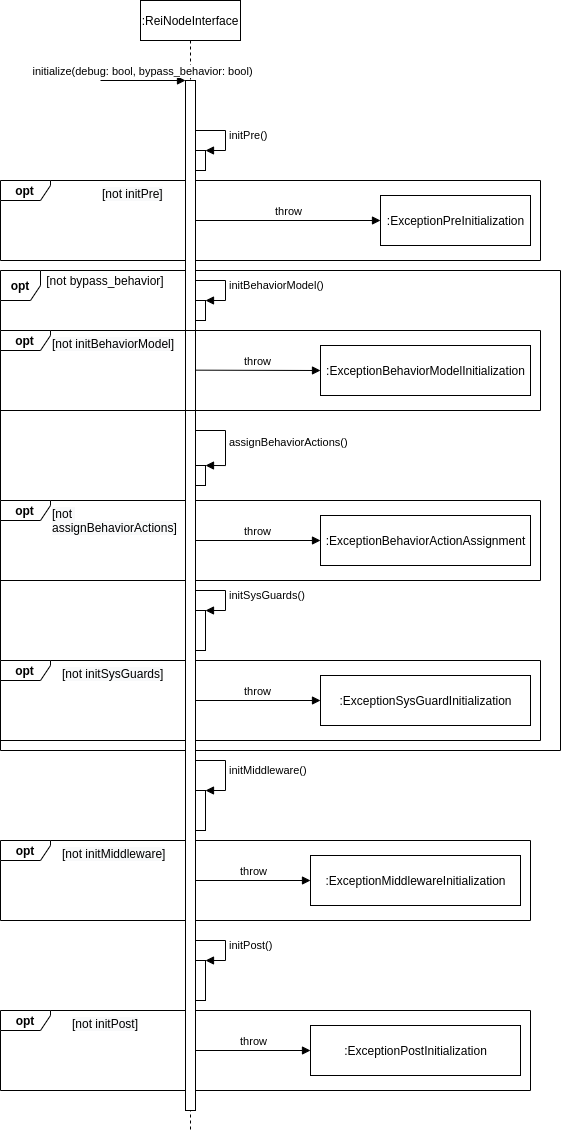 :ReiNodeInterface
initialize(debug: bool, bypass_behavior: bool)
initPre()
opt
[not initPre]
throw
:ExceptionPreInitialization
opt
[not bypass_behavior]
initBehaviorModel()
opt
[not initBehaviorModel]
throw
:ExceptionBehaviorModelInitialization
assignBehaviorActions()
opt
[not
assignBehaviorActions]
throw
:ExceptionBehaviorActionAssignment
initSysGuards()
opt
[not initSysGuards]
throw
:ExceptionSysGuardInitialization
initMiddleware()
opt
[not initMiddleware]
throw
:ExceptionMiddlewareInitialization
initPost()
opt
[not initPost]
throw
:ExceptionPostInitialization